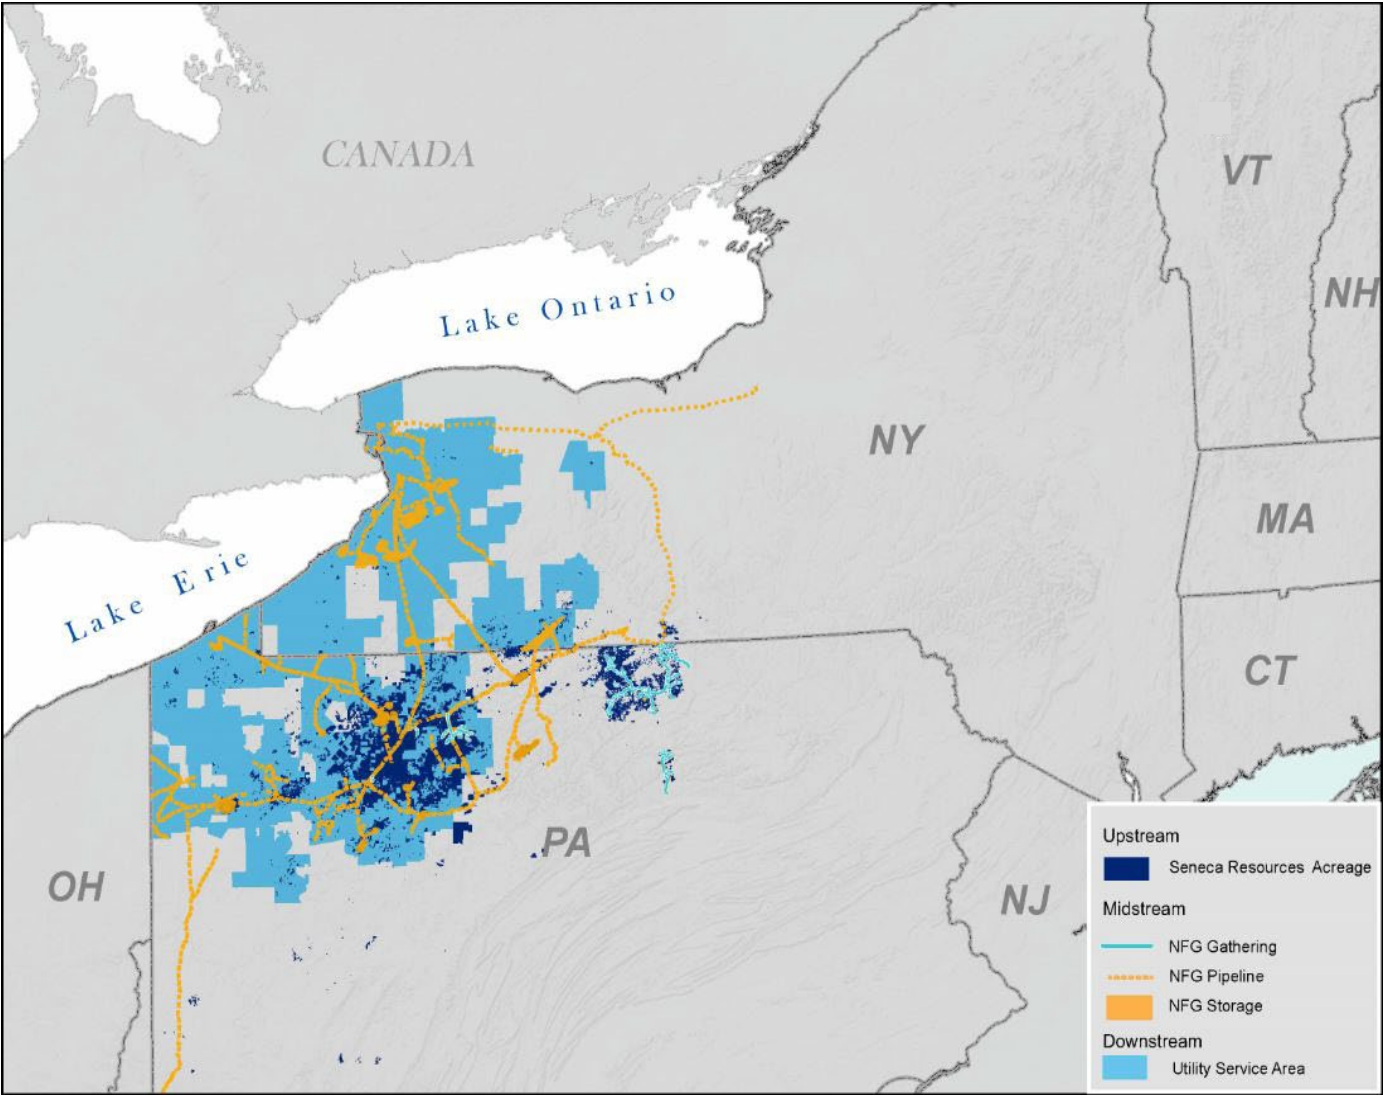 CANADA
VT
NH
Lake Ontario
NY
MA
Lake Erie
CT
PA
OH
NJ
Upstream
Seneca Resources Acreage
Midstream
NFG Gathering
NFG Pipeline
NFG Storage
Downstream
Utility Service Area